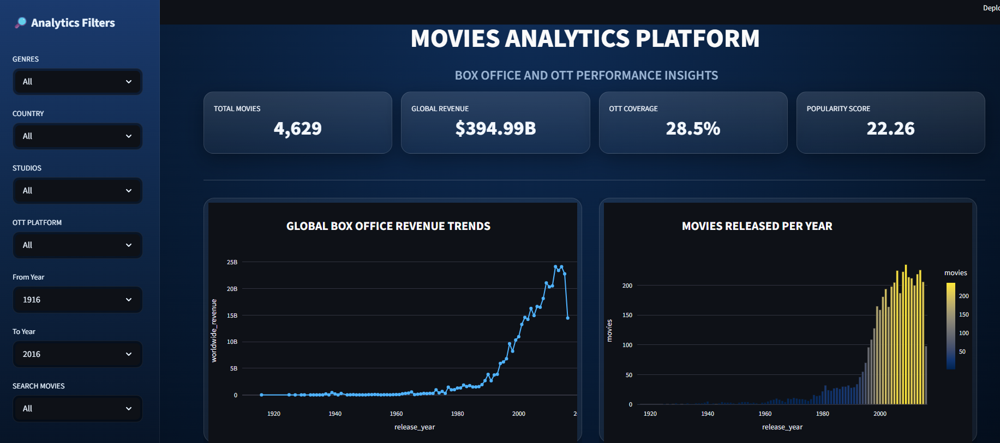 Analytics Filters
GENRES
All
COUNTRY
All
STUDIOS
All
OTT PLATFORM
All
From Year
1916
To Year
2016
SEARCH MOVIES
All
MOVIES ANALYTICS PLATFORM
BOX OFFICE AND OTT PERFORMANCE INSIGHTS
TOTAL MOVIES
4,629
GLOBAL REVENUE
$394.99B
OTT COVERAGE
28.5%
POPULARITY SCORE
22.26
GLOBAL BOX OFFICE REVENUE TRENDS
25B
20B
15B
10B
5B
0
worldwide_revenue
1920 1940 1960 1980 2000
release_year
MOVIES RELEASED PER YEAR
200
150
100
50
0
movies
1920 1940 1960 1980 2000
release_year
movies
200
150
100
50